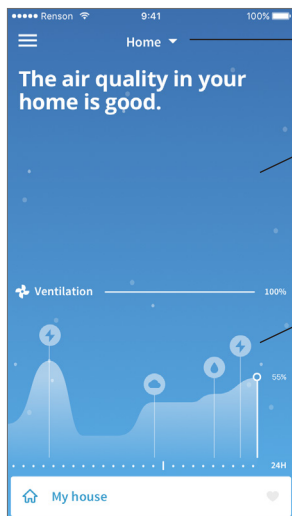 Renson 9:41 100%
Home
The air quality in your
home is good.
Ventilation 100%
55%
24H
My house